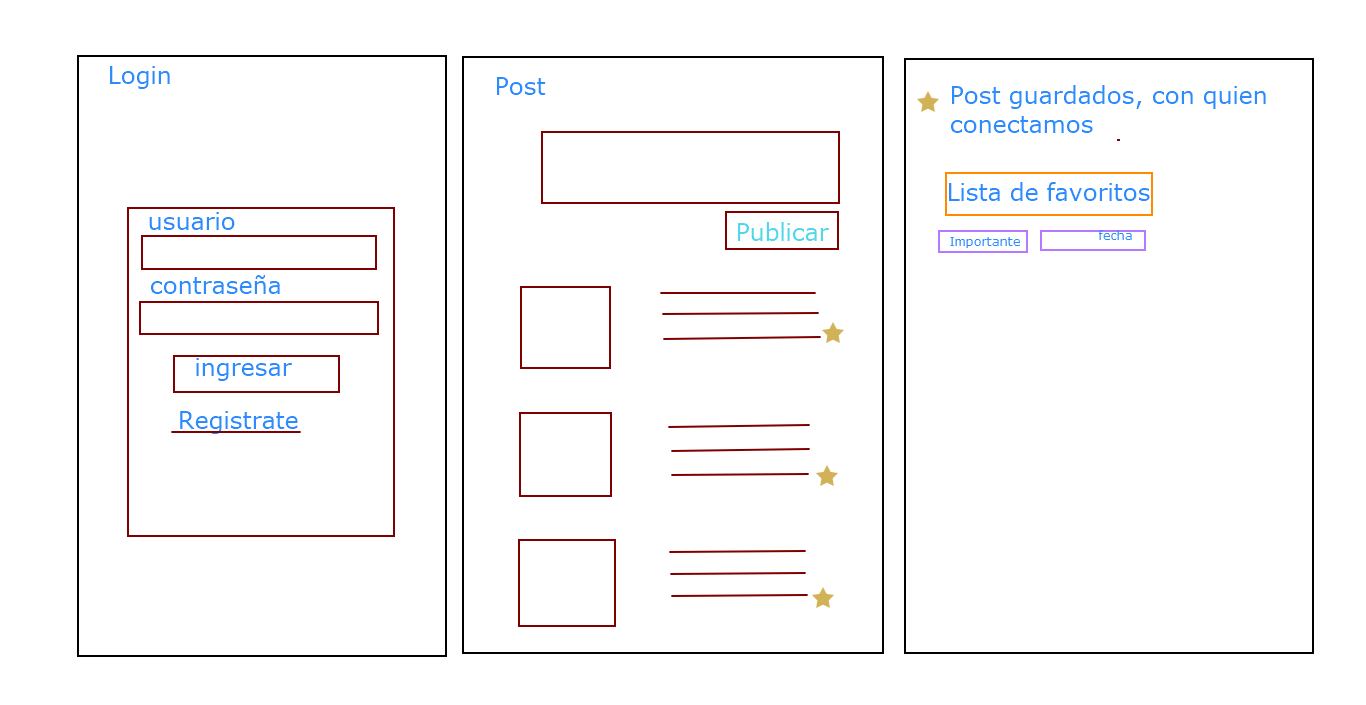 Login
usuario
contraseña
ingresar
Registrate
Post
Publicar
Post guardados, con quien
conectamos
Lista de favoritos
Importante
fecha